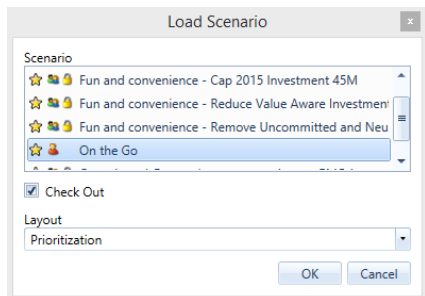 Load Scenario
x
Scenario
Fun and convenience - Cap 2015 Investment 45M
Fun and convenience - Reduce Value Aware Investment
Fun and convenience - Remove Uncommitted and Neu
On the Go
Check Out
Layout
Prioritization
OK Cancel